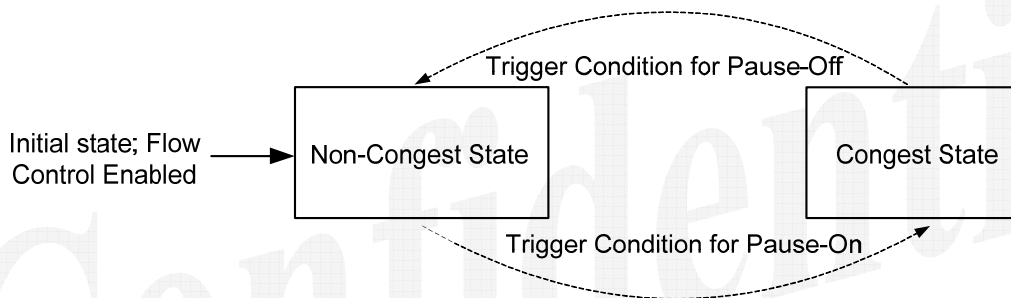 Trigger Condition for Pause-Off
Initial state; Flow
Control Enabled
Non-Congest State
Congest State
Trigger Condition for Pause-On
Confidenti